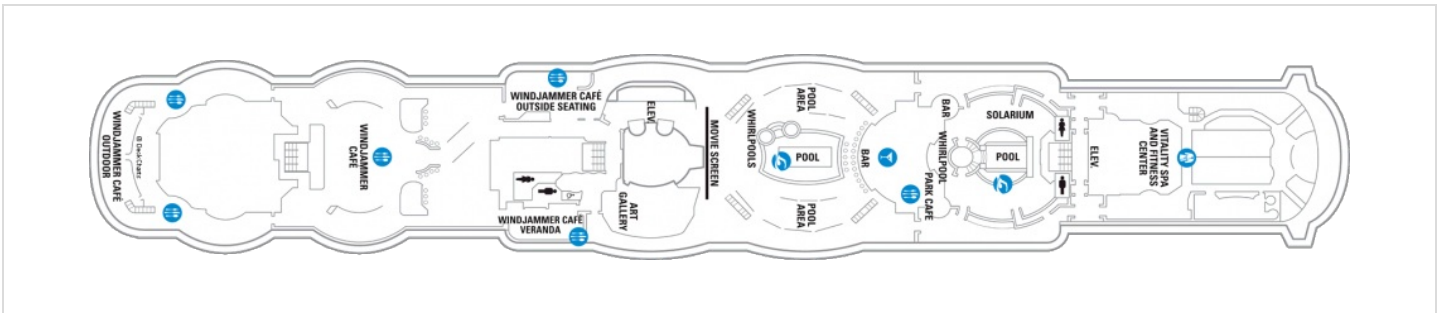 WINDJAMMER CAFÉ
OUTDOOR
WINDJAMMER
CAFÉ
WINDJAMMER CAFÉ
OUTSIDE SEATING
WINDJAMMER CAFÉ
VERANDA
ELEV.
ART
GALLERY
MOVIE SCREEN
WHIRLPOOLS
POOL
AREA
POOL
POOL
AREA
BAR
BAR
WHIRLPOOL
PARK CAFÉ
SOLARIUM
POOL
ELEV.
VITALITY SPA
AND FITNESS
CENTER